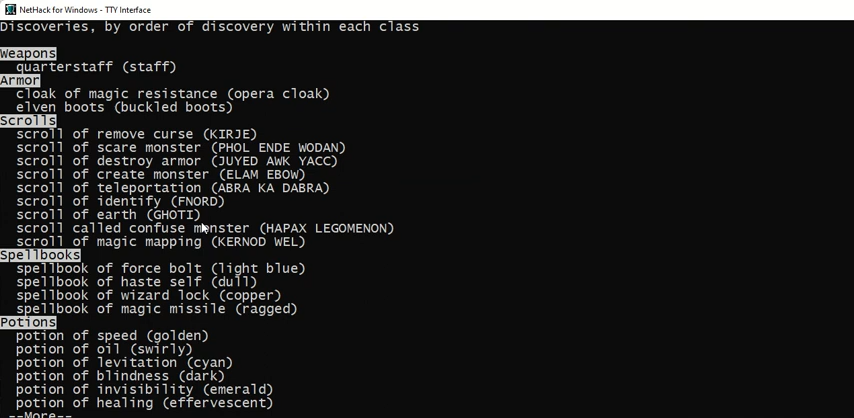 NetHack for Windows - TTY Interface
Discoveries, by order of discovery within each class
Weapons
quarterstaff (staff)
Armor
cloak of magic resistance (opera cloak)
elven boots (buckled boots)
Scrolls
scroll of remove curse (KIRJE)
scroll of scare monster (PHOL ENDE WODAN)
scroll of destroy armor (JUYED AWK YACC)
scroll of create monster (ELAM EBOW)
scroll of teleportation (ABRA KA DABRA)
scroll of identify (FNORD)
scroll of earth (GHOTI)
scroll called confuse monster (HAPAX LEGOMENON)
scroll of magic mapping (KERNOD WEL)
Spellbooks
spellbook of force bolt (light blue)
spellbook of haste self (dull)
spellbook of wizard lock (copper)
spellbook of magic missile (ragged)
Potions
potion of speed (golden)
potion of oil (swirly)
potion of levitation (cyan)
potion of blindness (dark)
potion of invisibility (emerald)
potion of healing (effervescent)
--More--